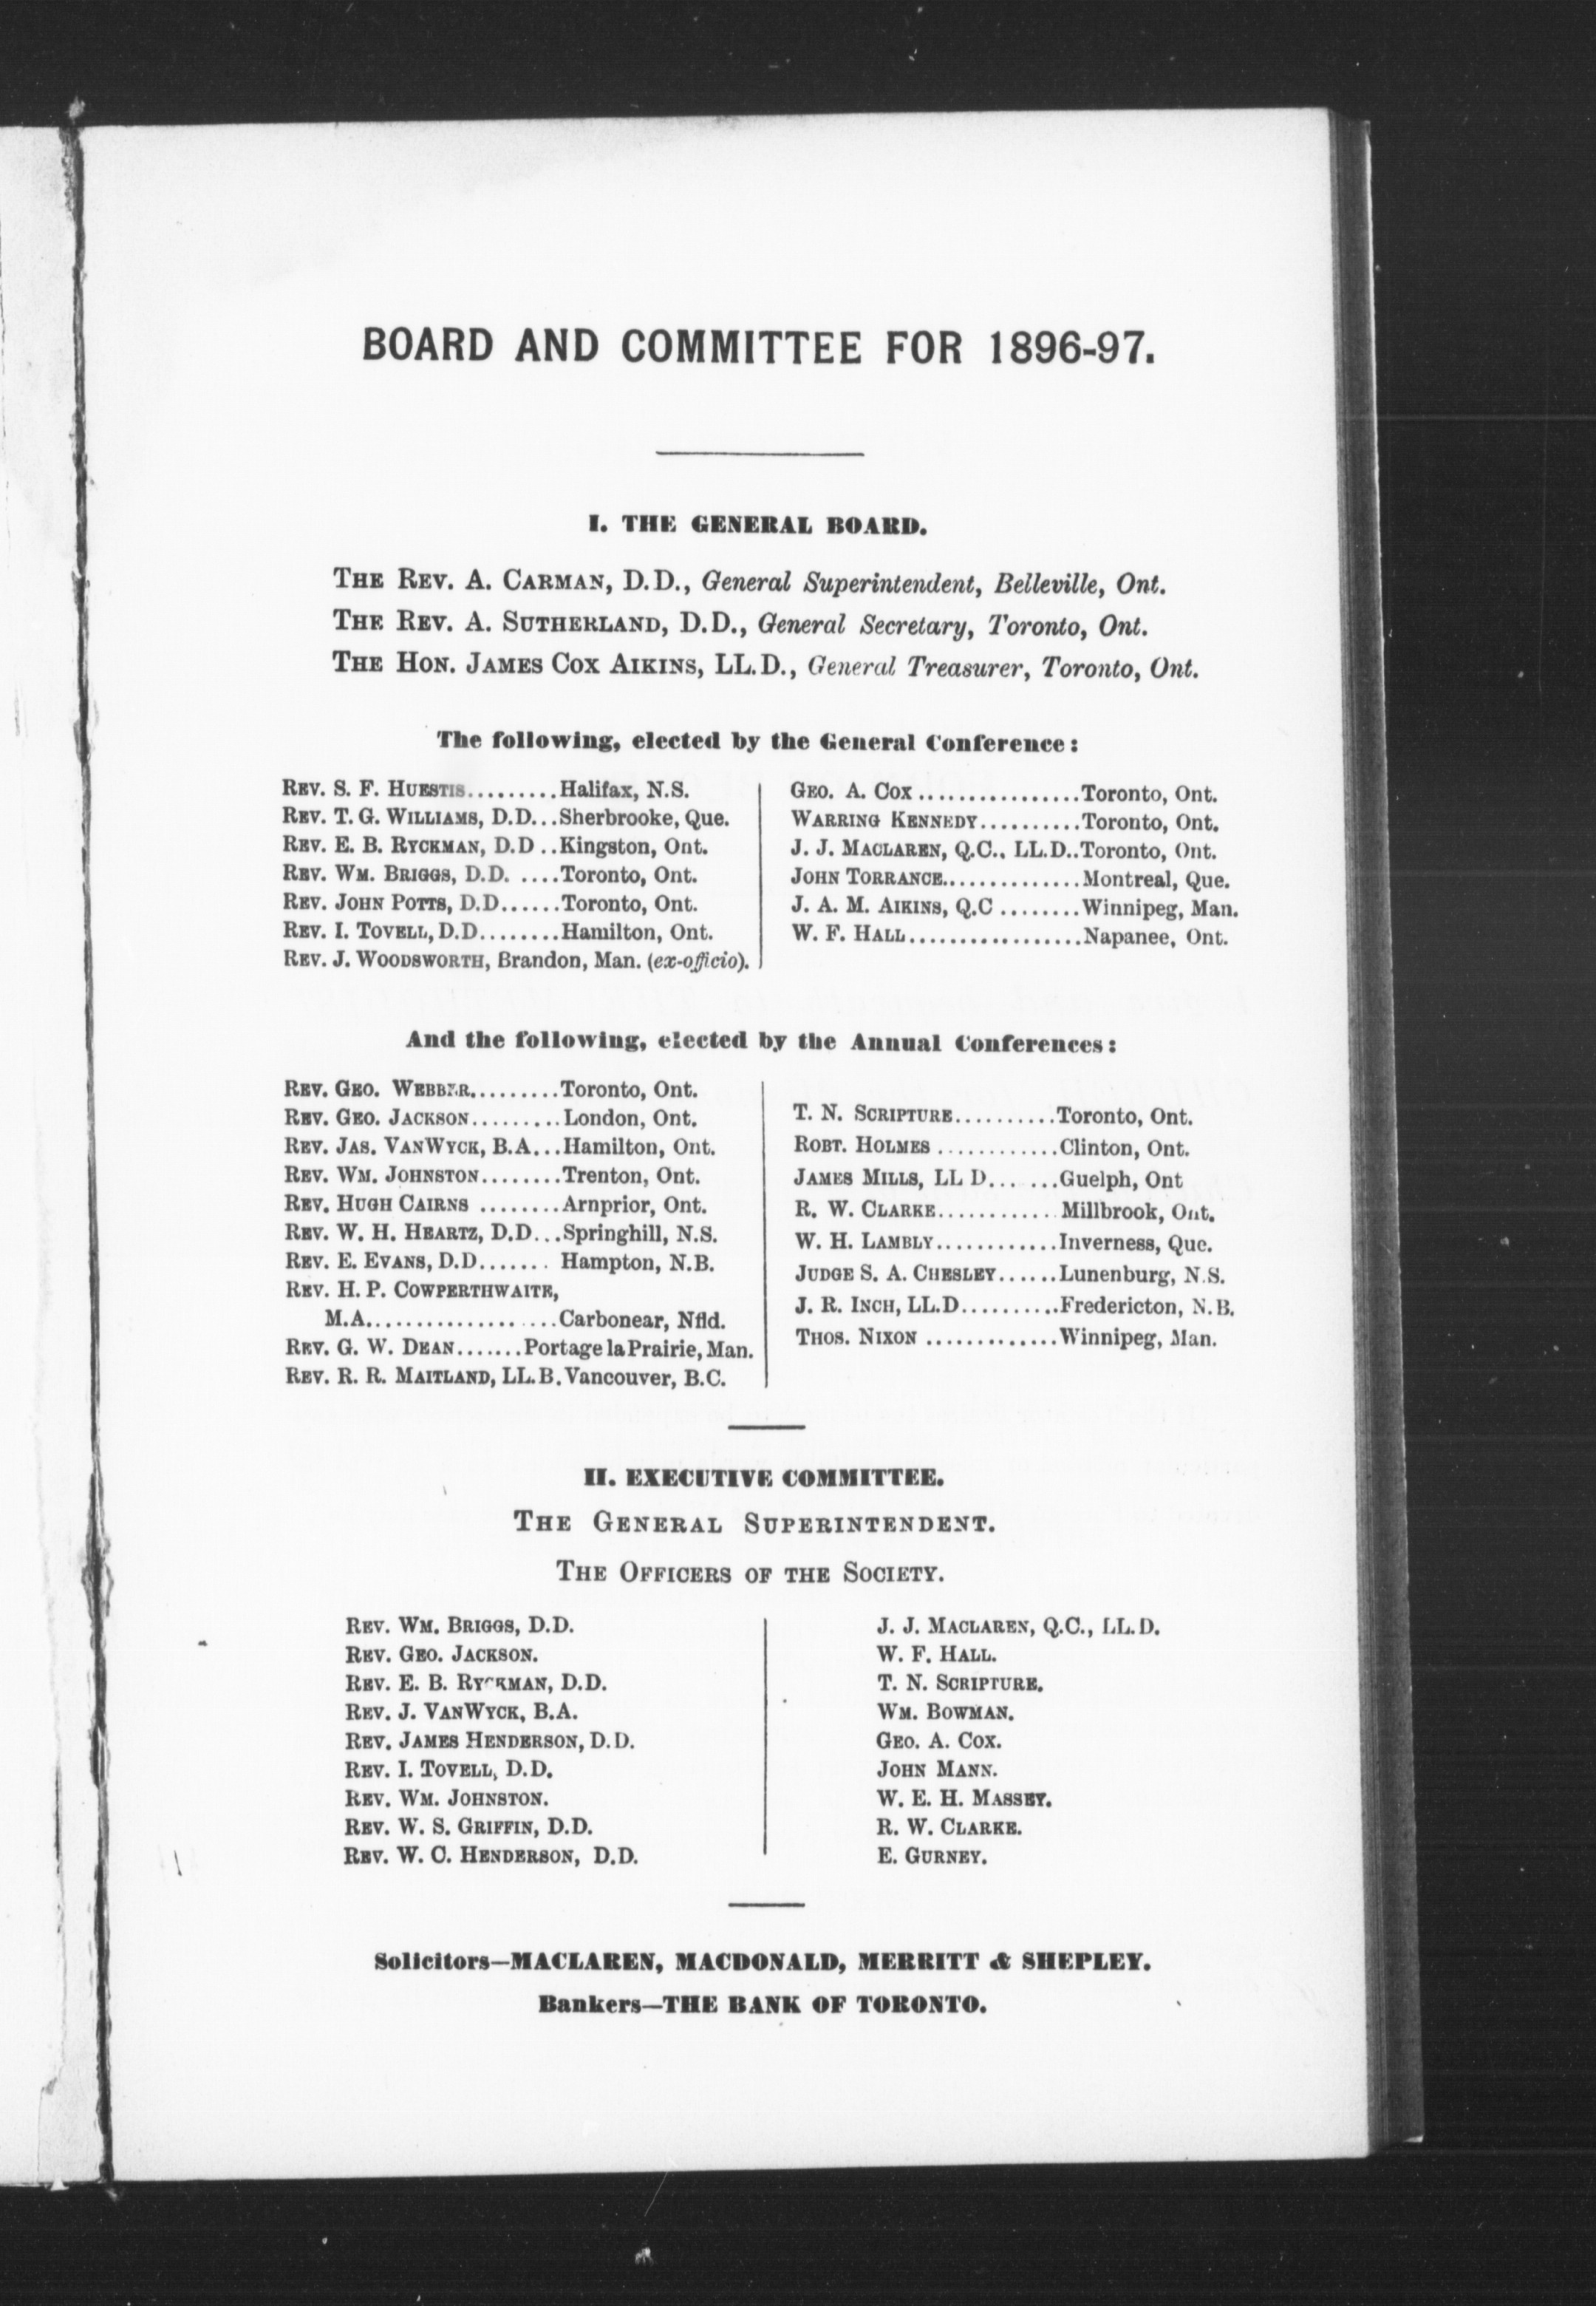 BOARD AND COMMITTEE FOR 1896-97.
I. THE GENERAL BOARD.
THE REV. A. CARMAN, D.D., General Superintendent, Belleville, Ont.
THE REV. A. SUTHERLAND, D.D., General Secretary, Toronto, Ont.
THE HON. JAMES COX AIKINS, LL.D., General Treasurer, Toronto, Ont.
The following, elected by the General Conference:
REV. S. F. HUESTIS.........Halifax, N.S.
REV. T. G. WILLIAMS, D.D...Sherbrooke, Que.
REV. E. B. RYCKMAN, D.D ..Kingston, Ont.
REV. WM. BRIGGS, D.D. ....Toronto, Ont.
REV. JOHN POTTS, D.D......Toronto, Ont.
REV. I. TOVELL, D.D........Hamilton, Ont.
REV. J. WOODSWORTH, Brandon, Man. (ex-officio).
GEO. A. COX ................Toronto, Ont.
WARRING KENNEDY..........Toronto, Ont.
J. J. MACLAREN, Q.C., LL.D..Toronto, Ont.
JOHN TORRANCE..............Montreal, Que.
J. A. M. AIKINS, Q.C ........Winnipeg, Man.
W. F. HALL.................Napanee, Ont.
And the following, elected by the Annual Conferences:
REV. GEO. WEBBER.........Toronto, Ont.
REV. GEO. JACKSON.........London, Ont.
REV. JAS. VANWYCK, B.A...Hamilton, Ont.
REV. WM. JOHNSTON........Trenton, Ont.
REV. HUGH CAIRNS ........Arnprior, Ont.
REV. W. H. HEARTZ, D.D...Springhill, N.S.
REV. E. EVANS, D.D....... Hampton, N.B.
REV. H. P. COWPERTHWAITE,
M.A..................Carbonear, Nfld.
REV. G. W. DEAN.......Portage la Prairie, Man.
REV. R. R. MAITLAND, LL.B.Vancouver, B.C.
T. N. SCRIPTURE..........Toronto, Ont.
ROBT. HOLMES ............Clinton, Ont.
JAMES MILLS, LL D... ...Guelph, Ont
R. W. CLARKE............Millbrook, Ont.
W. H. LAMBLY............Inverness, Que.
JUDGE S. A. CHESLEY......Lunenburg, N.S.
J. R. INCH, LL.D..........Fredericton, N.B.
THOS. NIXON .............Winnipeg, Man.
II. EXECUTIVE COMMITTEE.
THE GENERAL SUPERINTENDENT.
THE OFFICERS OF THE SOCIETY.
REV. WM. BRIGGS, D.D.
REV. GEO. JACKSON.
REV. E. B. RYCKMAN, D.D.
REV. J. VANWYCK, B.A.
REV. JAMES HENDERSON, D.D.
REV. I. TOVELL, D.D.
REV. WM. JOHNSTON.
REV. W. S. GRIFFIN, D.D.
REV. W. C. HENDERSON, D.D.
J. J. MACLAREN, Q.C., LL.D.
W. F. HALL.
T. N. SCRIPTURE.
WM. BOWMAN.
GEO. A. COX.
JOHN MANN.
W. E. H. MASSEY.
R. W. CLARKE.
E. GURNEY.
Solicitors—MACLAREN, MACDONALD, MERRITT & SHEPLEY.
Bankers—THE BANK OF TORONTO.